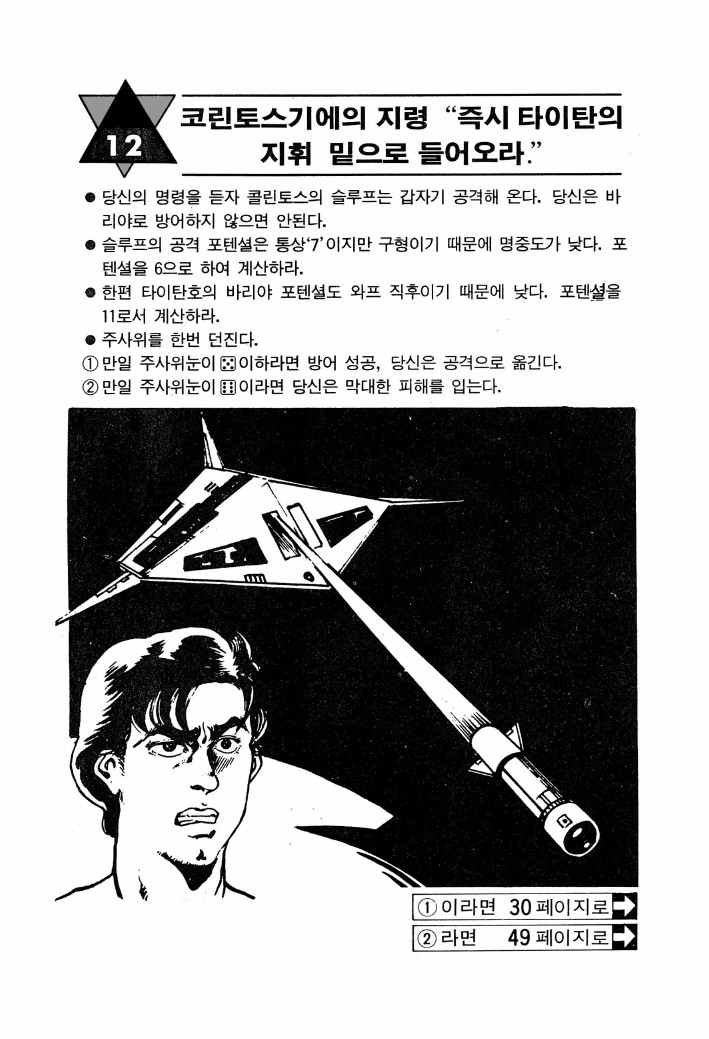 12
코린토스기에의 지령 “즉시 타이탄의
지휘 밑으로 들어오라.”
● 당신의 명령을 듣자 콜린토스의 슬루프는 갑자기 공격해 온다. 당신은 바
리야로 방어하지 않으면 안된다.
● 슬루프의 공격 포텐셜은 통상‘7’이지만 구형이기 때문에 명중도가 낮다. 포
텐셜을 6으로 하여 계산하라.
● 한편 타이탄호의 바리야 포텐셜도 와프 직후이기 때문에 낮다. 포텐셜을
11로서 계산하라.
● 주사위를 한번 던진다.
① 만일 주사위눈이 ⚄ 이하라면 방어 성공, 당신은 공격으로 옮긴다.
② 만일 주사위눈이 ⚅ 이라면 당신은 막대한 피해를 입는다.
① 이라면 30 페이지로
② 라면 49 페이지로